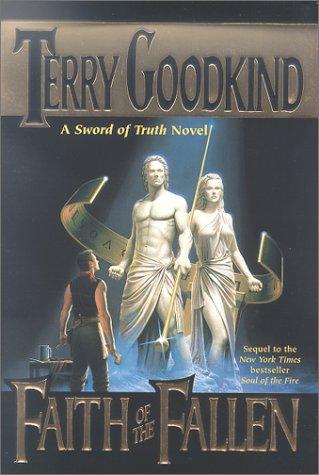 TERRY GOODKIND
A Sword of Truth Novel
Sequel to the
New York Times
bestseller
Soul of the Fire
FAITH OF THE FALLEN